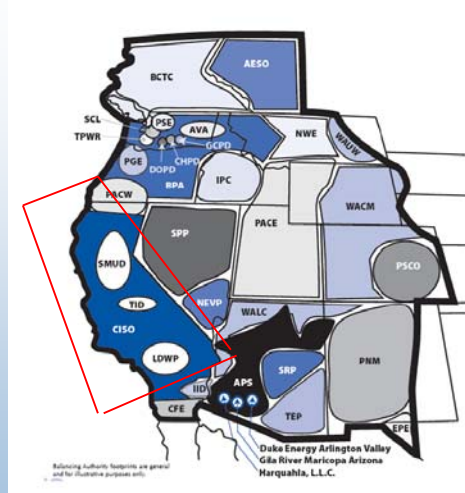 BCTC
AESO
SCL
PSE
TPWR
AVA
GCPD
NWE
WAUW
PGE
DOPD
CHPD
BPA
IPC
PACW
PACE
WACM
SPP
SMUD
PSCO
NEVP
TID
WALC
CISO
LDWP
SRP
PNM
APS
IID
CFE
TEP
EPE
Duke Energy Arlington Valley
Gila River Maricopa Arizona
Harquahla, L.L.C.
Balancing Authority footprints are general
and for illustrative purposes only.